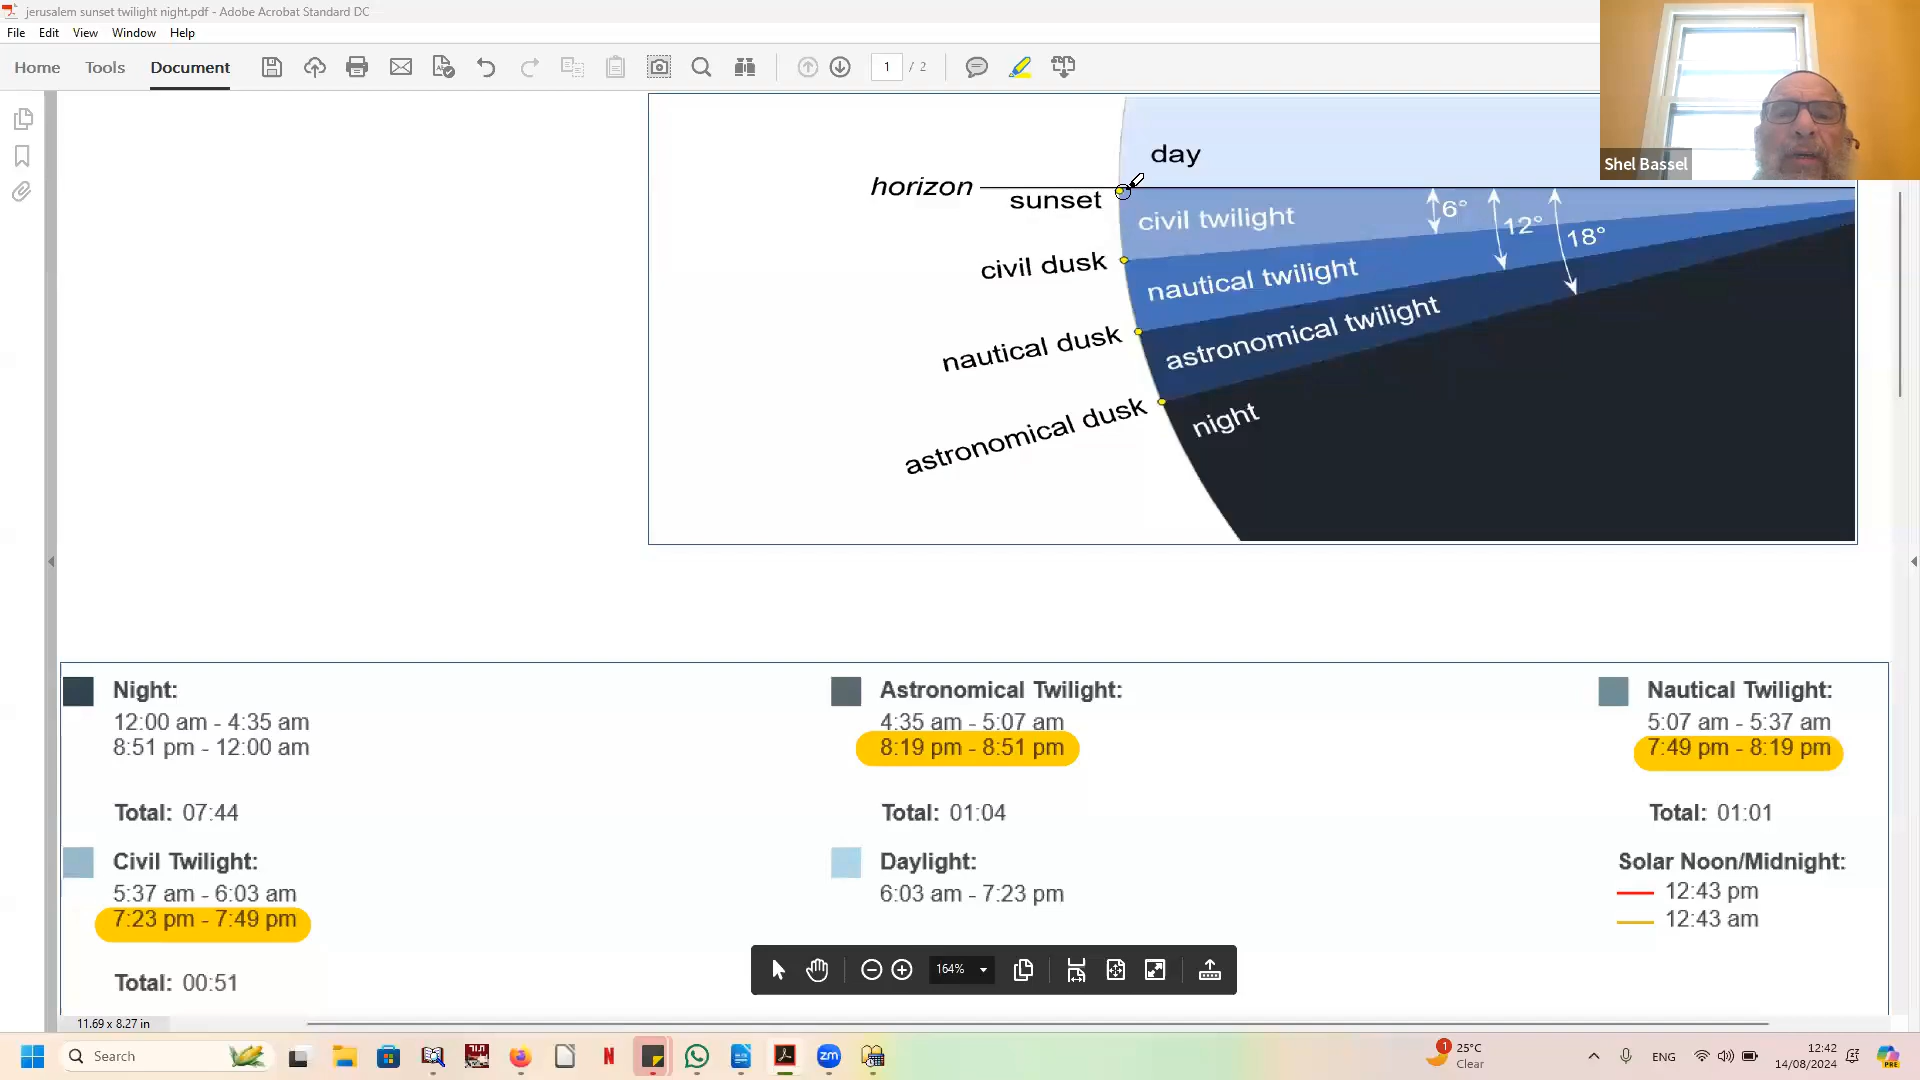 jerusalem sunset twilight night.pdf - Adobe Acrobat Standard DC
File Edit View Window Help
Home Tools Document 1 / 2
Shel Bassel
day
horizon
sunset
civil twilight
6°
12°
18°
civil dusk
nautical twilight
nautical dusk
astronomical twilight
astronomical dusk
night
Night:
12:00 am - 4:35 am
8:51 pm - 12:00 am
Total: 07:44
Astronomical Twilight:
4:35 am - 5:07 am
8:19 pm - 8:51 pm
Total: 01:04
Nautical Twilight:
5:07 am - 5:37 am
7:49 pm - 8:19 pm
Total: 01:01
Civil Twilight:
5:37 am - 6:03 am
7:23 pm - 7:49 pm
Total: 00:51
Daylight:
6:03 am - 7:23 pm
Solar Noon/Midnight:
12:43 pm
12:43 am
164%
11.69 x 8.27 in
Search
N
zm
1
25°C
Clear
ENG
12:42
14/08/2024
PRE